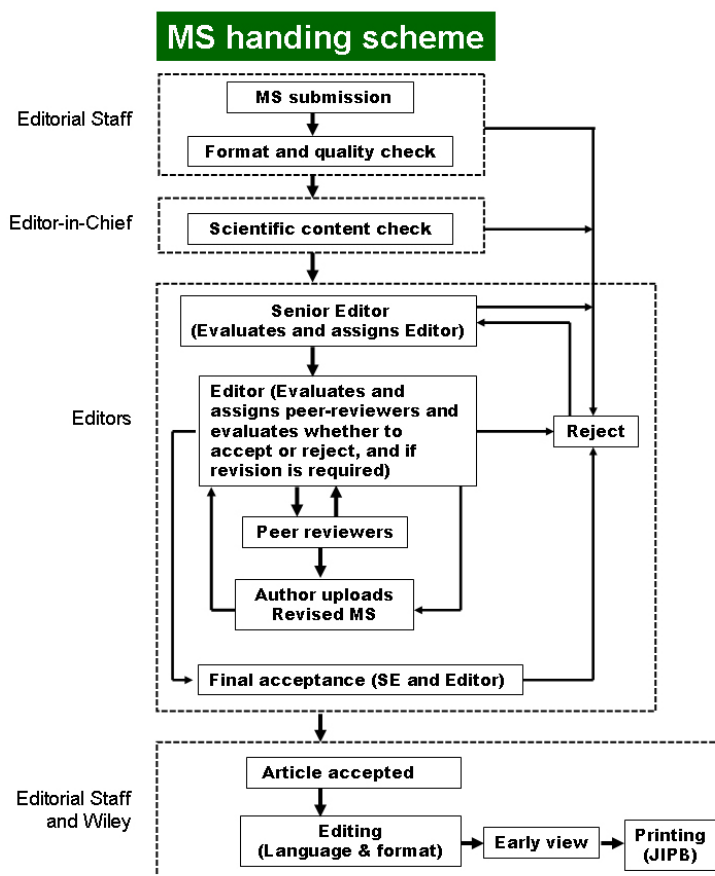 MS handing scheme
Editorial Staff
MS submission
Format and quality check
Editor-in-Chief
Scientific content check
Editors
Senior Editor
(Evaluates and assigns Editor)
Editor (Evaluates and
assigns peer-reviewers and
evaluates whether to
accept or reject, and if
revision is required)
Reject
Peer reviewers
Author uploads
Revised MS
Final acceptance (SE and Editor)
Editorial Staff
and Wiley
Article accepted
Editing
(Language & format)
Early view
Printing
(JIPB)